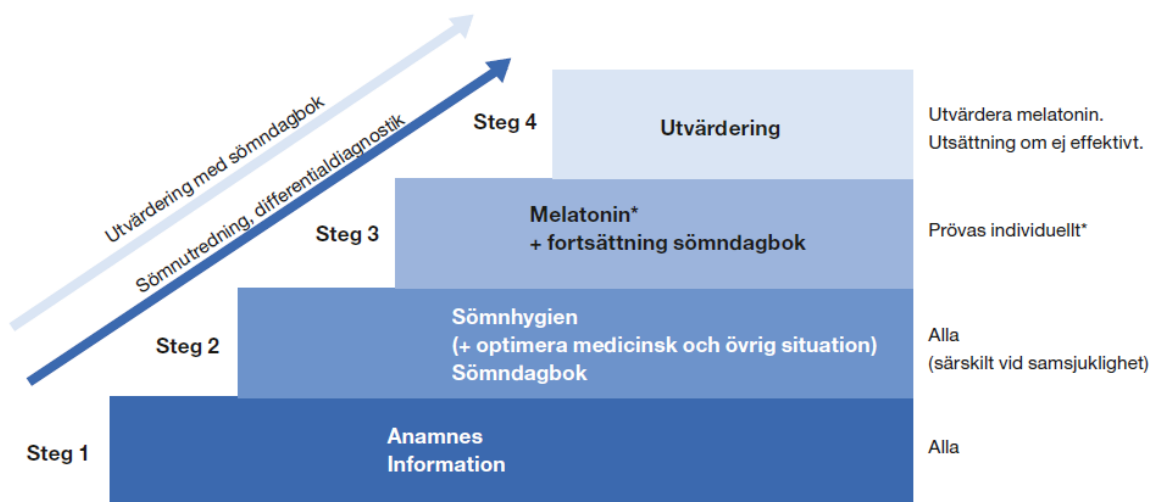 Utvärdering med sömndagbok
Sömnutredning, differentialdiagnostik
Steg 4
Utvärdering
Utvärdera melatonin.
Utsättning om ej effektivt.
Steg 3
Melatonin*
+ fortsättning sömndagbok
Prövas individuellt*
Steg 2
Sömnhygien
(+ optimera medicinsk och övrig situation)
Sömndagbok
Alla
(särskilt vid samsjuklighet)
Steg 1
Anamnes
Information
Alla